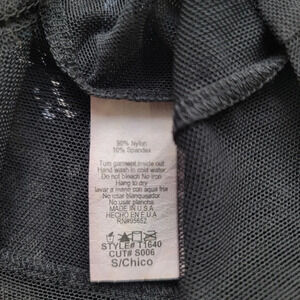 90% Nylon
10% Spandex
Turn garment inside out
Hand wash in cold water
Do not bleach No iron
Hang to dry
lavar a mano con aqua fria
No usar blanqueador
No usar plancha
MADE IN U.S.A
HECHO EN E.U.A
RN#95652
STYLE# T1640
CUT# S006
S/Chico